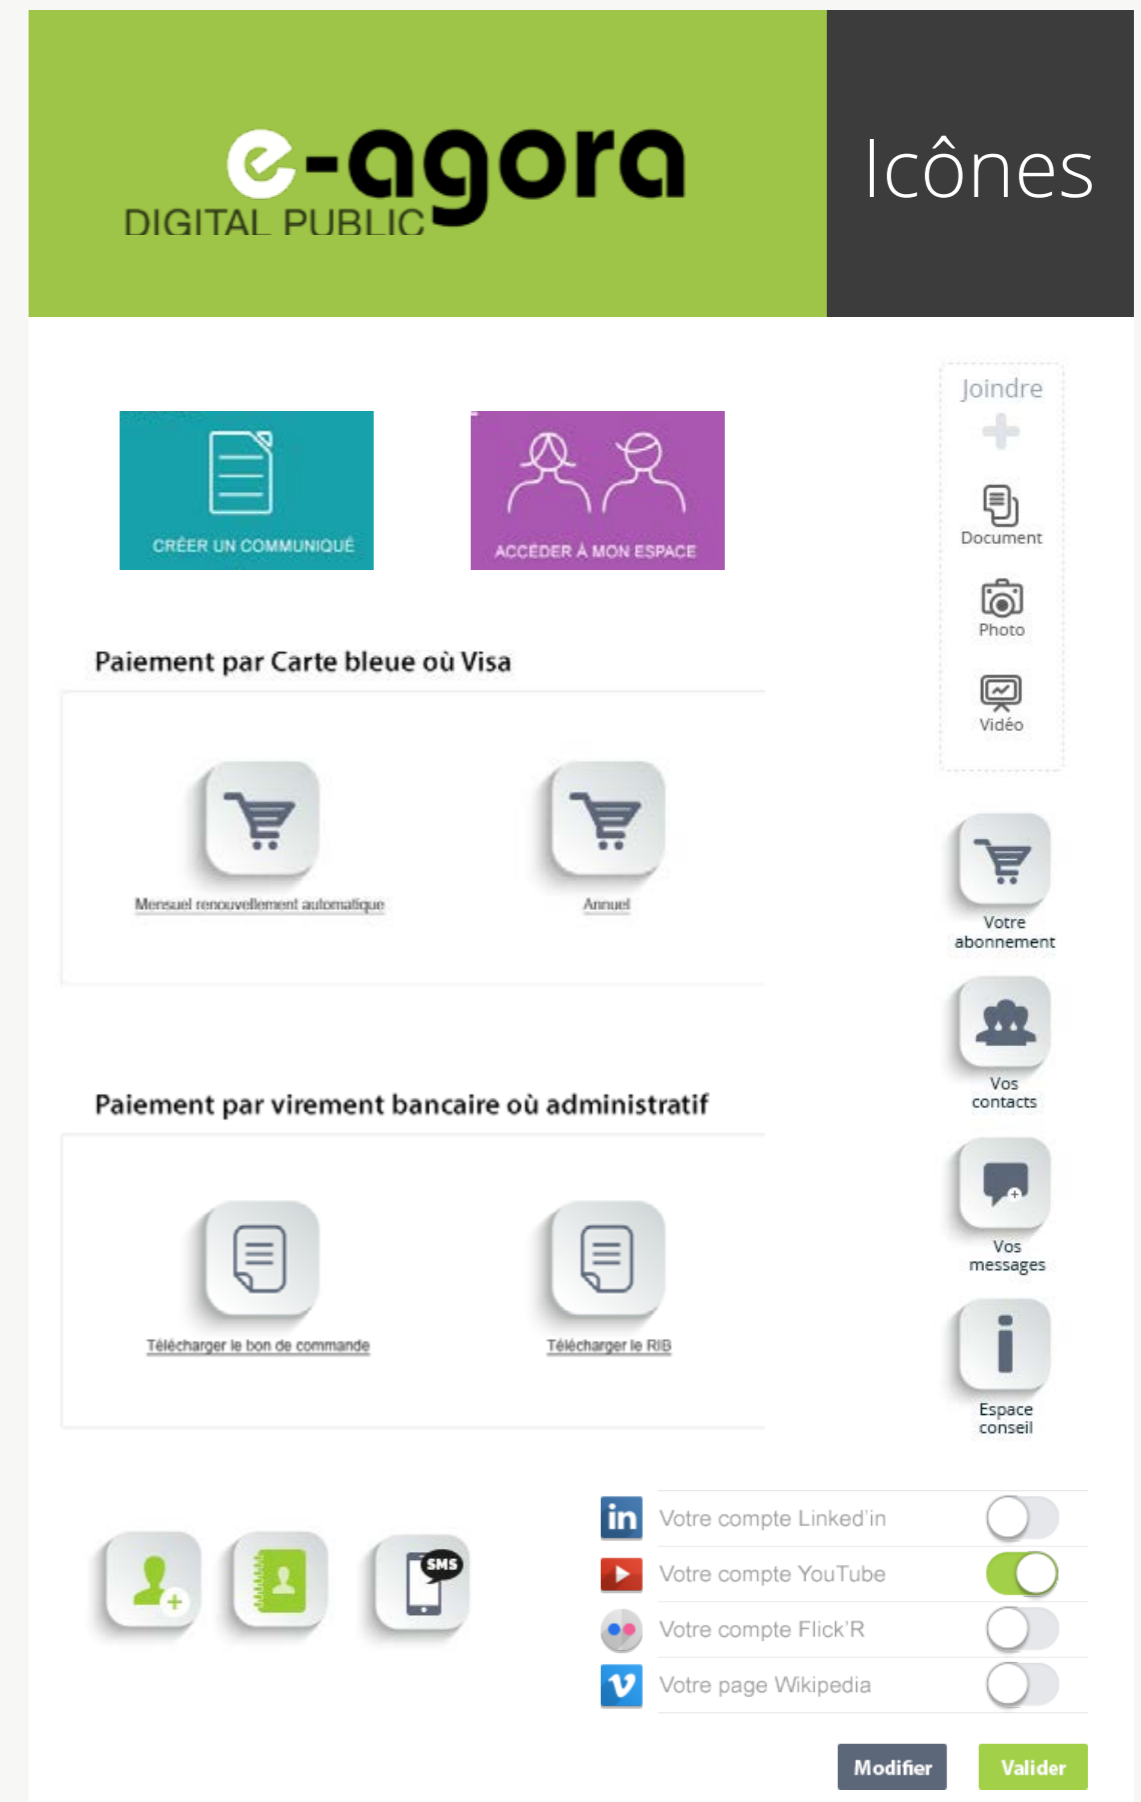 e-agora
DIGITAL PUBLIC
Icônes
CRÉER UN COMMUNIQUÉ
ACCÉDER À MON ESPACE
Joindre
Document
Photo
Vidéo
Paiement par Carte bleue où Visa
Mensuel renouvellement automatique
Annuel
Votre
abonnement
Vos
contacts
Paiement par virement bancaire où administratif
Télécharger le bon de commande
Télécharger le RIB
Vos
messages
Espace
conseil
SMS
in
Votre compte Linked'in
Votre compte YouTube
Votre compte Flick'R
Votre page Wikipedia
Modifier
Valider